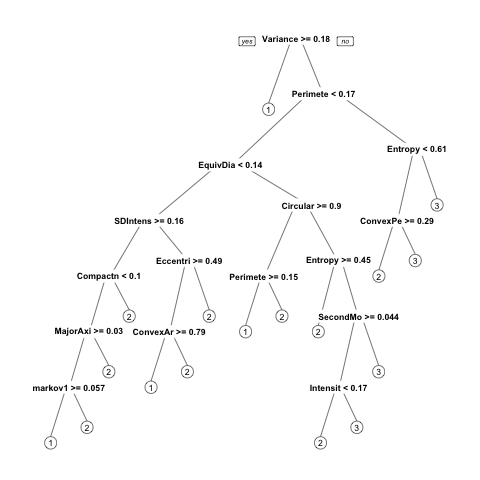 yes Variance >= 0.18 no
Perimete < 0.17
1
Entropy < 0.61
EquivDia < 0.14
3
Circular >= 0.9
SDIntens >= 0.16
ConvexPe >= 0.29
Eccentri >= 0.49
Entropy >= 0.45
3
Compactn < 0.1
Perimete >= 0.15
2
2
2
2
SecondMo >= 0.044
MajorAxi >= 0.03
ConvexAr >= 0.79
1
2
2
2
3
markov1 >= 0.057
1
Intensit < 0.17
2
3
1
2